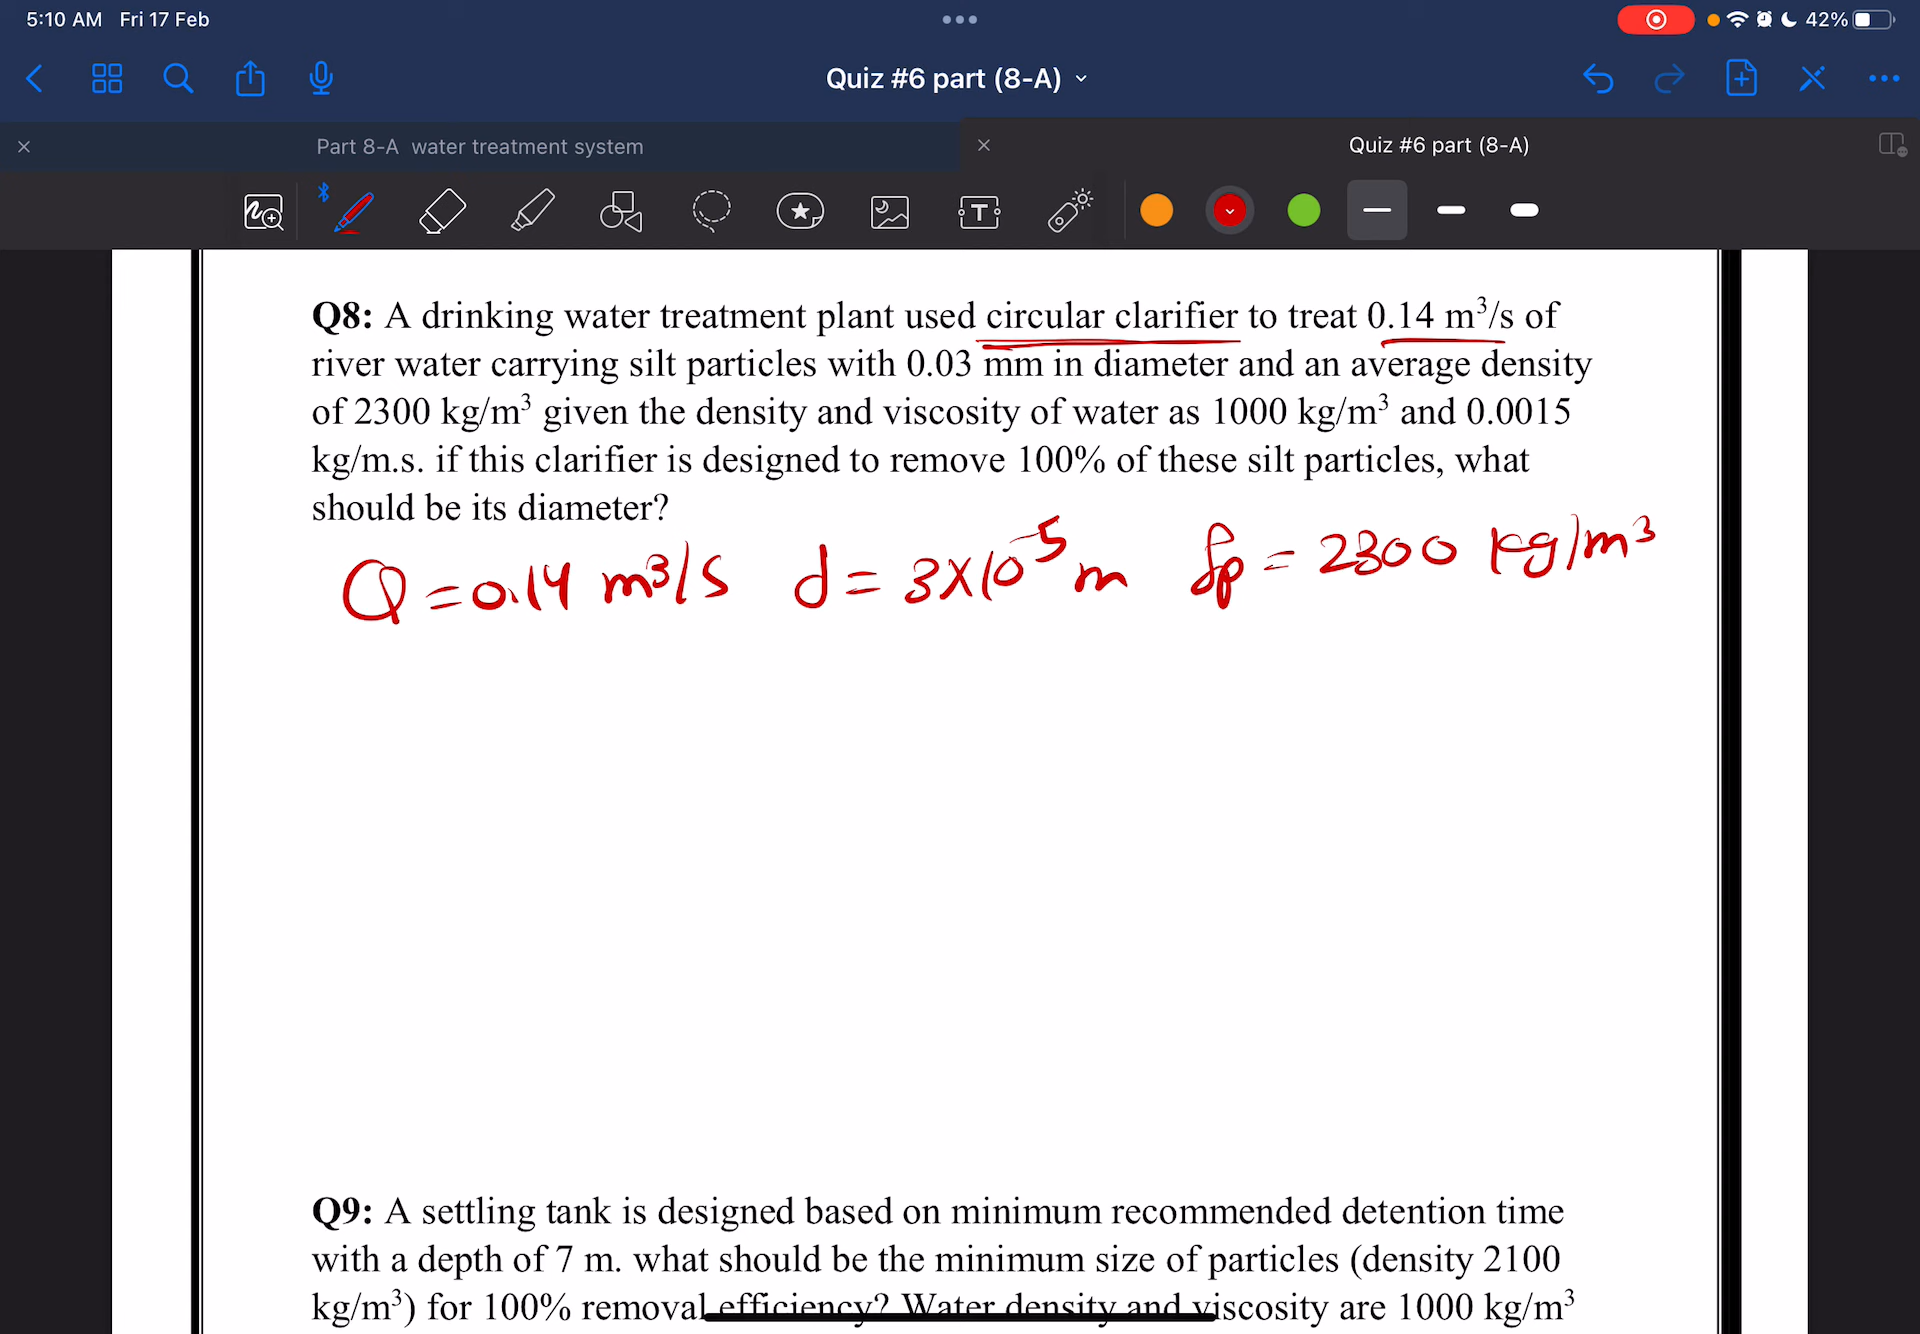 5:10 AM Fri 17 Feb
42%
Quiz #6 part (8-A)
Part 8-A water treatment system
Quiz #6 part (8-A)
T
Q8: A drinking water treatment plant used circular clarifier to treat 0.14 m³/s of
river water carrying silt particles with 0.03 mm in diameter and an average density
of 2300 kg/m³ given the density and viscosity of water as 1000 kg/m³ and 0.0015
kg/m.s. if this clarifier is designed to remove 100% of these silt particles, what
should be its diameter?
Q = 0.14 m³/s d = 3×10⁻⁵ m ρp = 2300 kg/m³
Q9: A settling tank is designed based on minimum recommended detention time
with a depth of 7 m. what should be the minimum size of particles (density 2100
kg/m³) for 100% removal efficiency? Water density and viscosity are 1000 kg/m³